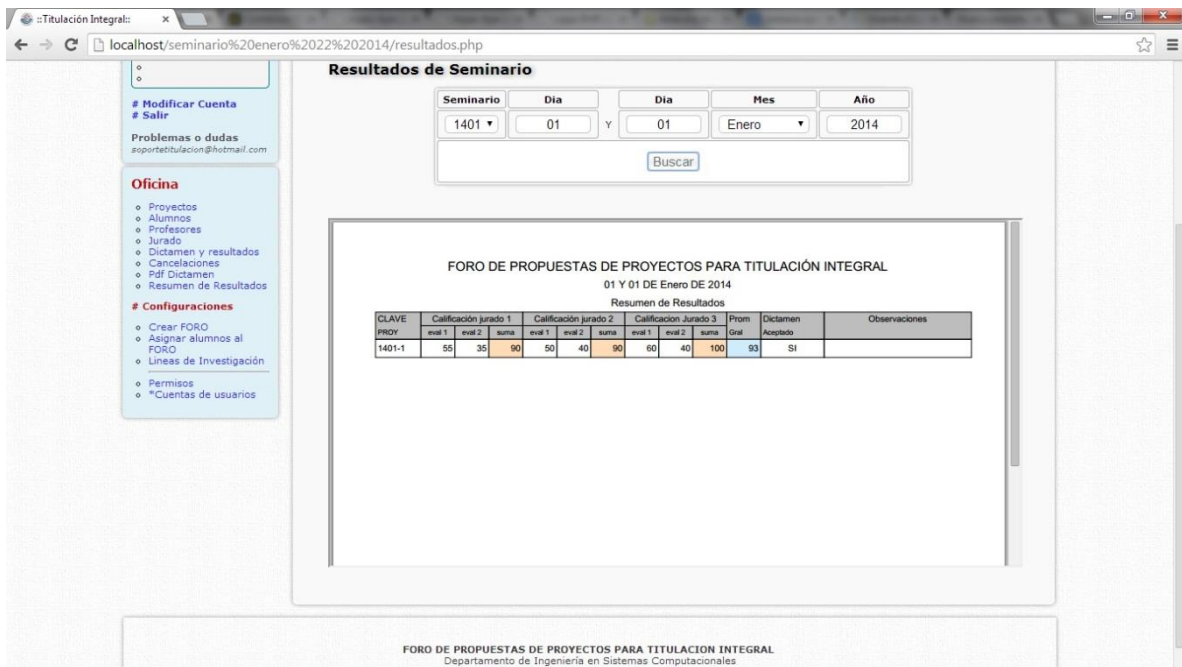 ::Titulación Integral::
localhost/seminario%20enero%2022%202014/resultados.php
# Modificar Cuenta
# Salir
Problemas o dudas
soportetitulacion@hotmail.com
Oficina
Proyectos
Alumnos
Profesores
Jurado
Dictamen y resultados
Cancelaciones
Pdf Dictamen
Resumen de Resultados
# Configuraciones
Crear FORO
Asignar alumnos al
FORO
Lineas de Investigación
Permisos
*Cuentas de usuarios
Resultados de Seminario
Seminario Dia Dia Mes Año
1401 01 Y 01 Enero 2014
Buscar
FORO DE PROPUESTAS DE PROYECTOS PARA TITULACIÓN INTEGRAL
01 Y 01 DE Enero DE 2014
Resumen de Resultados
CLAVE Calificación jurado 1 Calificación jurado 2 Calificacion Jurado 3 Prom Dictamen Observaciones
PROY eval 1 eval 2 suma eval 1 eval 2 suma eval 1 eval 2 suma Gral Aceptado
1401-1 55 35 90 50 40 90 60 40 100 93 SI
FORO DE PROPUESTAS DE PROYECTOS PARA TITULACION INTEGRAL
Departamento de Ingeniería en Sistemas Computacionales